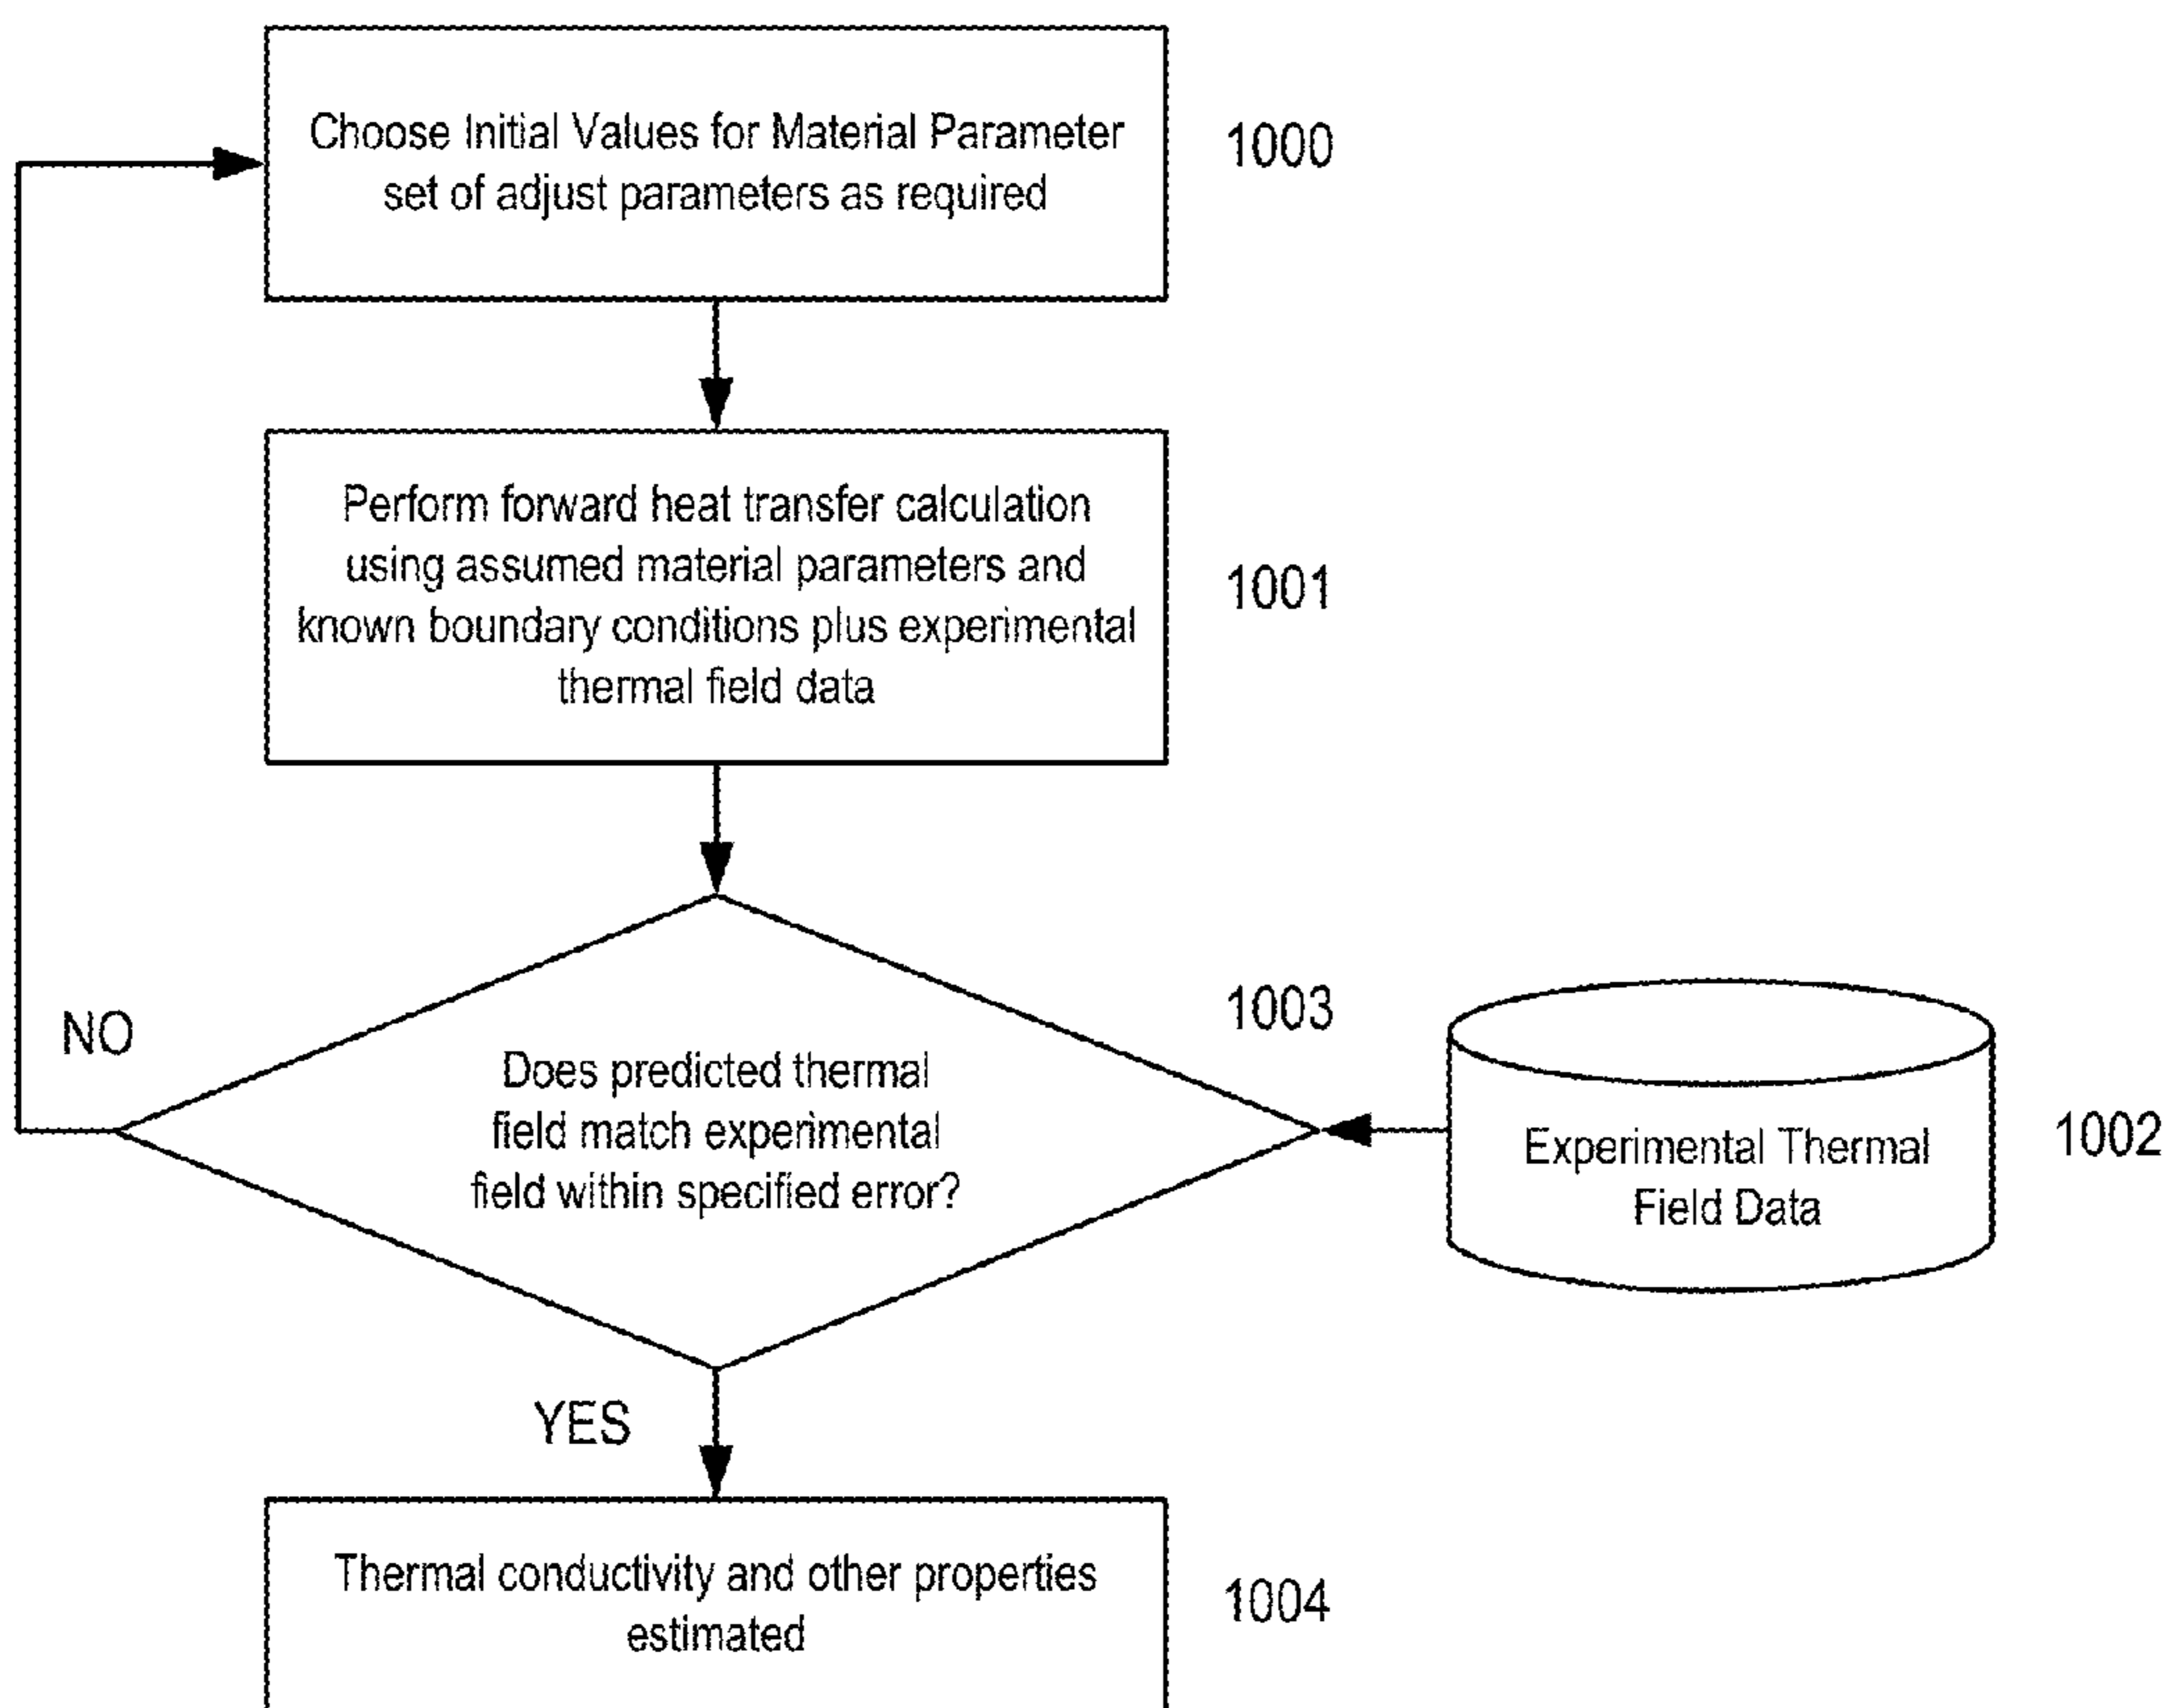 Choose Initial Values for Material Parameter
set of adjust parameters as required
1000
Perform forward heat transfer calculation
using assumed material parameters and
known boundary conditions plus experimental
thermal field data
1001
NO
Does predicted thermal
field match experimental
field within specified error?
1003
Experimental Thermal
Field Data
1002
YES
Thermal conductivity and other properties
estimated
1004